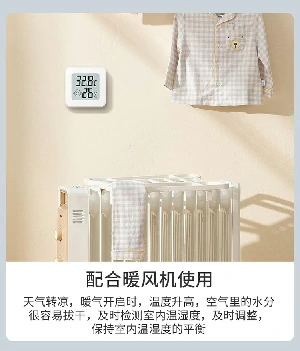 32.8℃
26%
配合暖风机使用
天气转凉，暖气开启时，温度升高，空气里的水分
很容易拔干，及时检测室内温湿度，及时调整，
保持室内温湿度的平衡